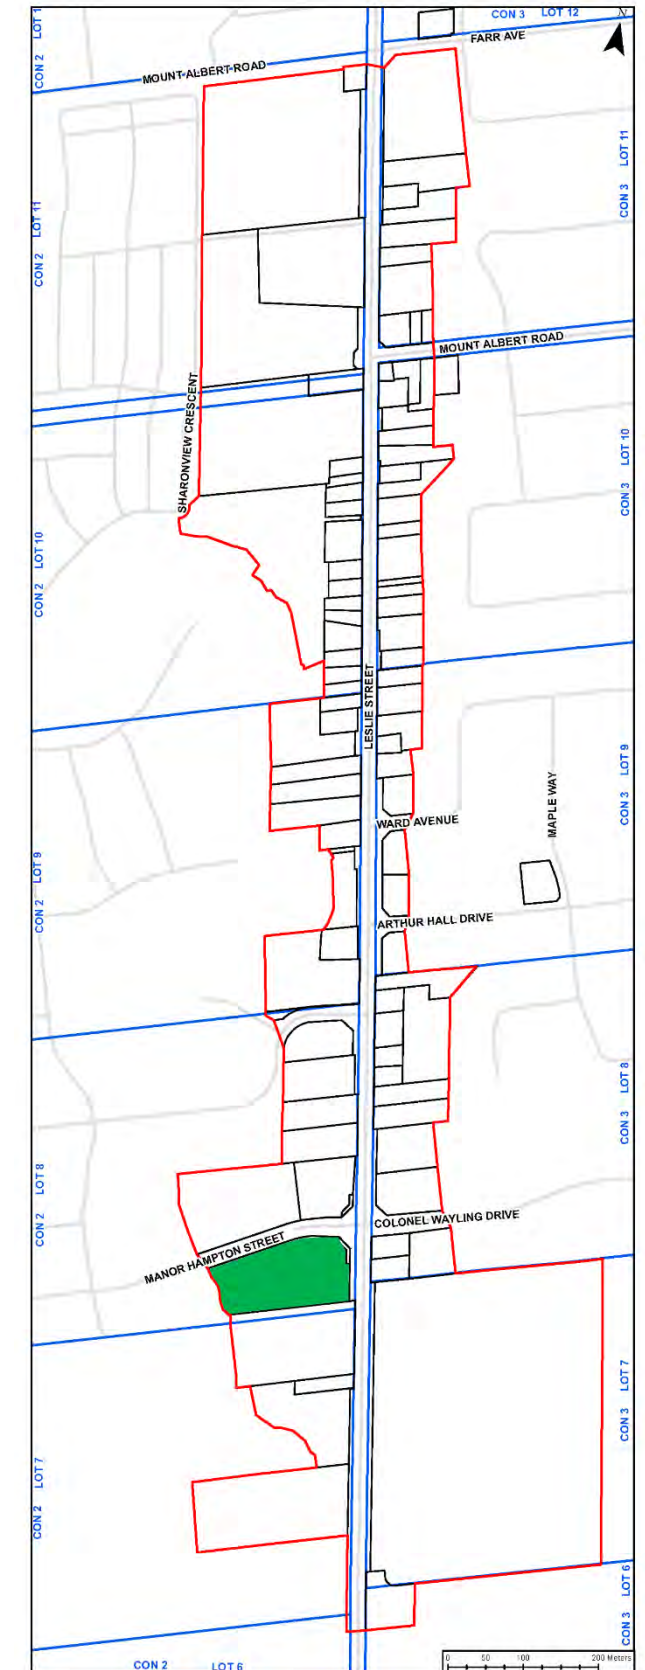 CON 3 LOT 12
N
LOT 1
CON 2
FARR AVE
MOUNT ALBERT ROAD
LOT 11
CON 3
LOT 11
CON 2
MOUNT ALBERT ROAD
SHARONVIEW CRESCENT
LOT 10
CON 3
LOT 10
CON 2
LESLIE STREET
LOT 9
CON 3
MAPLE WAY
WARD AVENUE
LOT 9
CON 2
ARTHUR HALL DRIVE
LOT 8
CON 3
LOT 8
CON 2
COLONEL WAYLING DRIVE
MANOR HAMPTON STREET
LOT 7
CON 3
LOT 7
CON 2
LOT 6
CON 3
0 50 100 200 Meters
CON 2 LOT 6